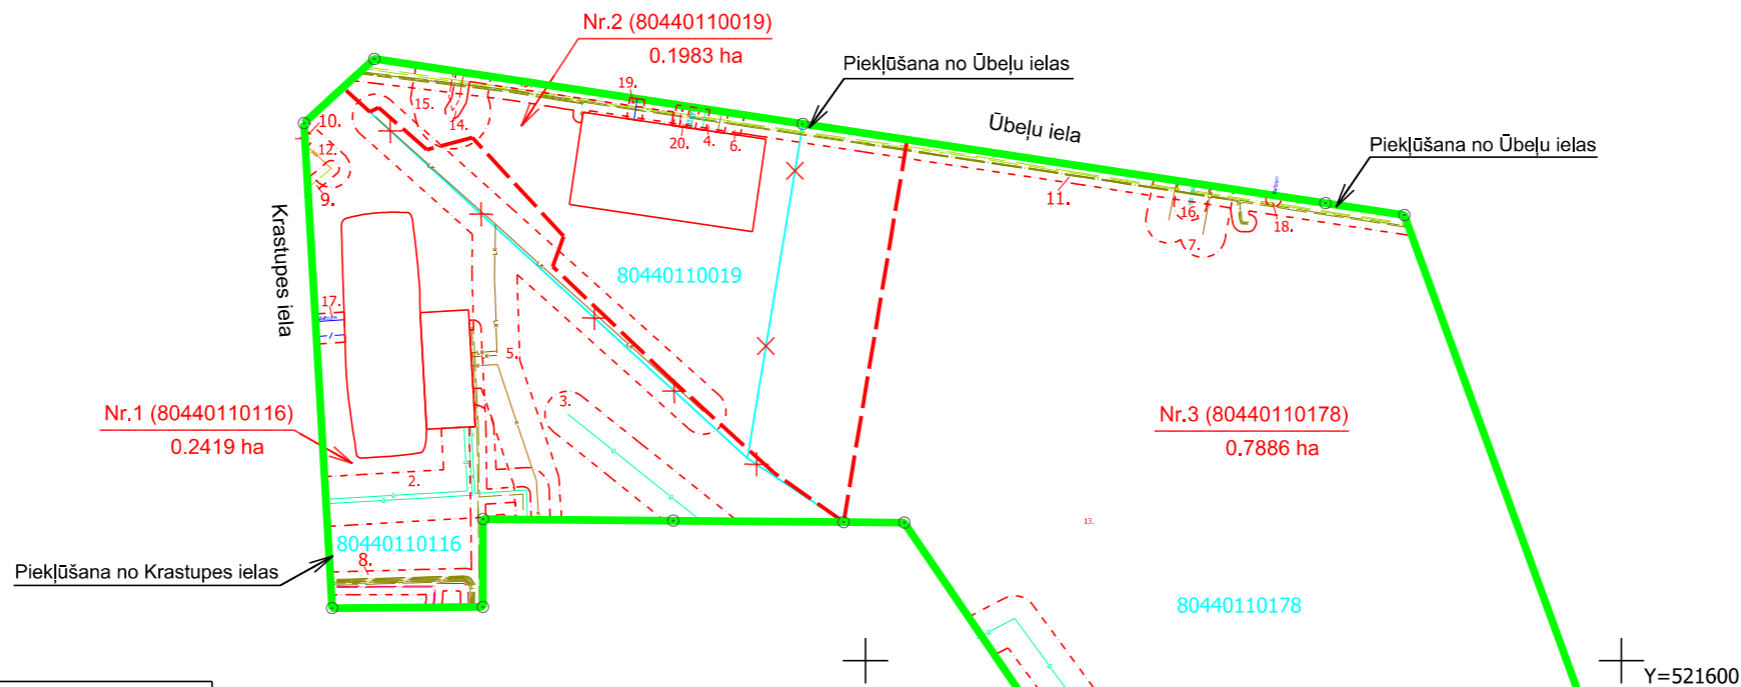 Nr.2 (80440110019)
0.1983 ha
Piekļūšana no Ūbeļu ielas
Ūbeļu iela
Piekļūšana no Ūbeļu ielas
19.
15.
14.
10.
12.
9.
20.
4.
6.
11.
16.
7.
18.
Krastupes iela
80440110019
17.
5.
3.
Nr.1 (80440110116)
0.2419 ha
Nr.3 (80440110178)
0.7886 ha
2.
13.
80440110116
8.
Piekļūšana no Krastupes ielas
80440110178
Y=521600